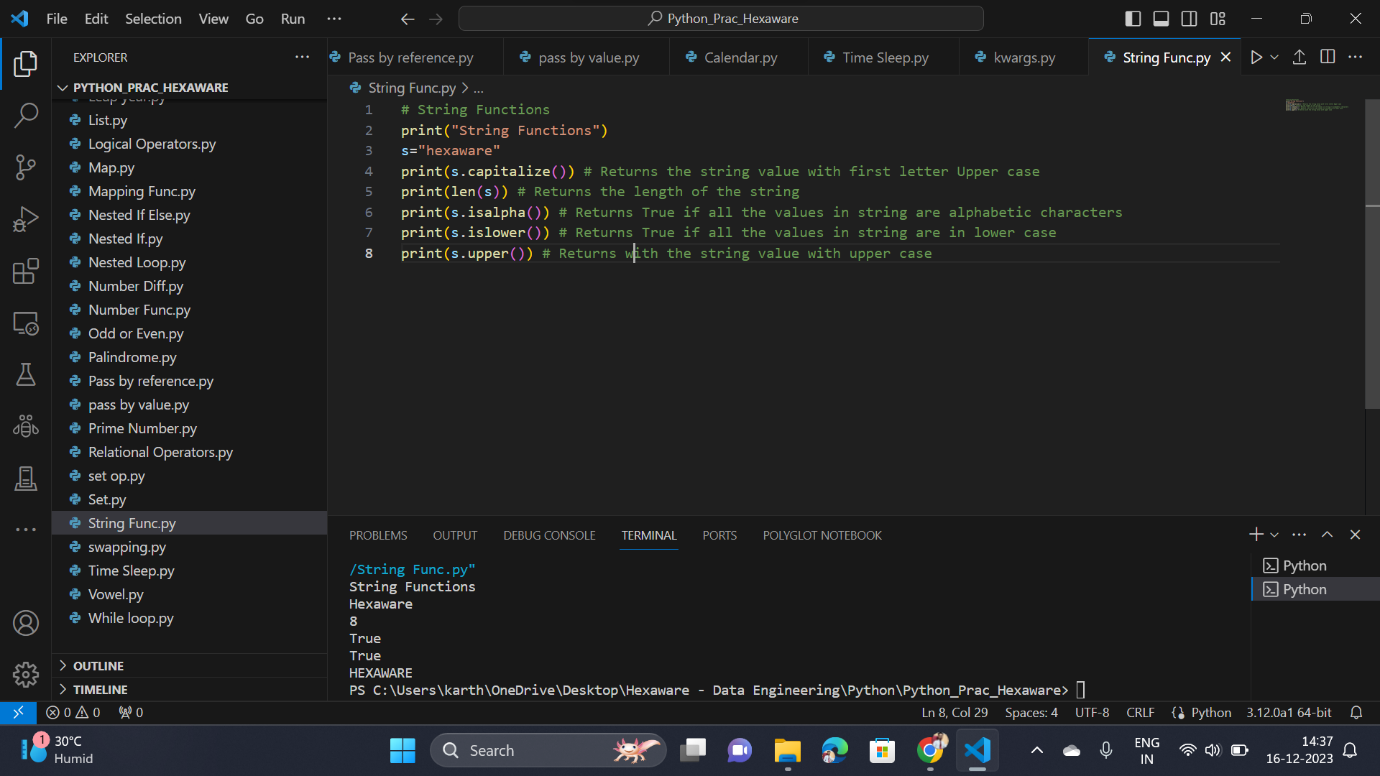 File Edit Selection View Go Run ...
Python_Prac_Hexaware
EXPLORER
PYTHON_PRAC_HEXAWARE
Leap year.py
List.py
Logical Operators.py
Map.py
Mapping Func.py
Nested If Else.py
Nested If.py
Nested Loop.py
Number Diff.py
Number Func.py
Odd or Even.py
Palindrome.py
Pass by reference.py
pass by value.py
Prime Number.py
Relational Operators.py
set op.py
Set.py
String Func.py
swapping.py
Time Sleep.py
Vowel.py
While loop.py
OUTLINE
TIMELINE
Pass by reference.py pass by value.py Calendar.py Time Sleep.py kwargs.py String Func.py
String Func.py > ...
1 # String Functions
2 print("String Functions")
3 s="hexaware"
4 print(s.capitalize()) # Returns the string value with first letter Upper case
5 print(len(s)) # Returns the length of the string
6 print(s.isalpha()) # Returns True if all the values in string are alphabetic characters
7 print(s.islower()) # Returns True if all the values in string are in lower case
8 print(s.upper()) # Returns with the string value with upper case
PROBLEMS OUTPUT DEBUG CONSOLE TERMINAL PORTS POLYGLOT NOTEBOOK
/String Func.py"
String Functions
Hexaware
8
True
True
HEXAWARE
PS C:\Users\karth\OneDrive\Desktop\Hexaware - Data Engineering\Python\Python_Prac_Hexaware>
Python
Python
0 0 0 Ln 8, Col 29 Spaces: 4 UTF-8 CRLF Python 3.12.0a1 64-bit
1
30°C
Humid
Search
ENG
IN
14:37
16-12-2023